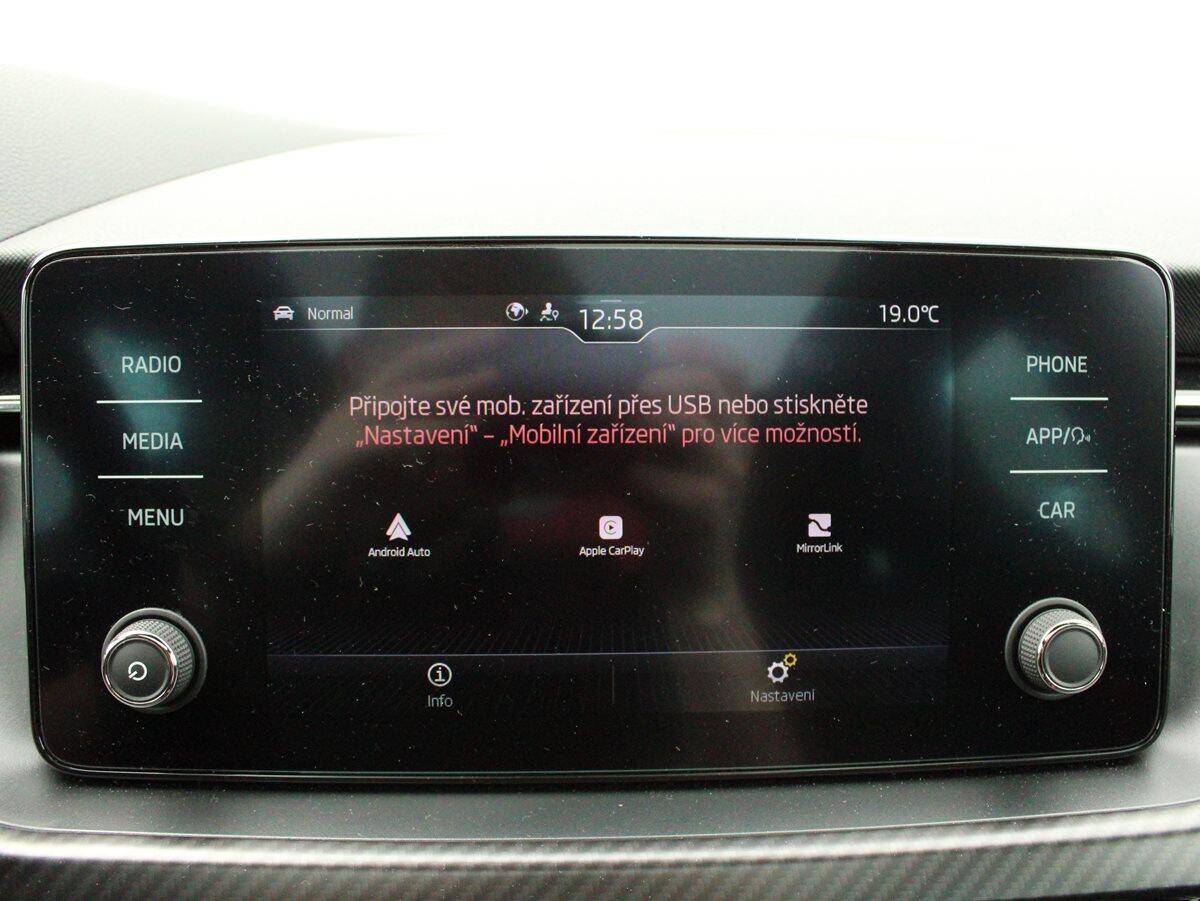 Normal
12:58
19.0°C
RADIO
MEDIA
MENU
Připojte své mob. zařízení přes USB nebo stiskněte
„Nastavení“ – „Mobilní zařízení“ pro více možností.
Android Auto
Apple CarPlay
MirrorLink
Info
Nastavení
PHONE
APP/
CAR